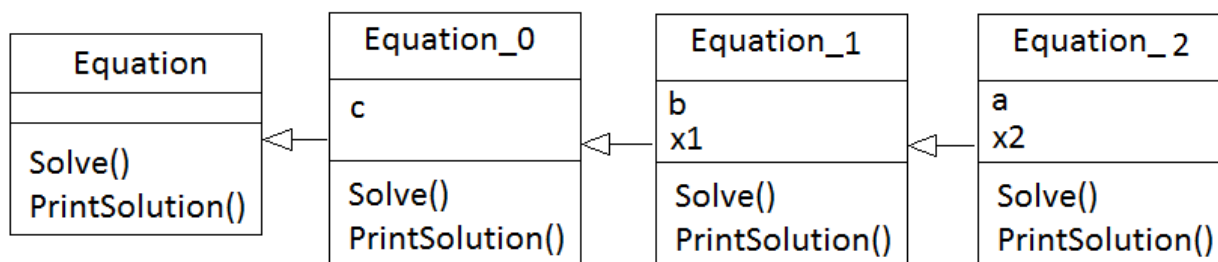 Equation
Solve()
PrintSolution()
Equation_0
c
Solve()
PrintSolution()
Equation_1
b
x1
Solve()
PrintSolution()
Equation_ 2
a
x2
Solve()
PrintSolution()